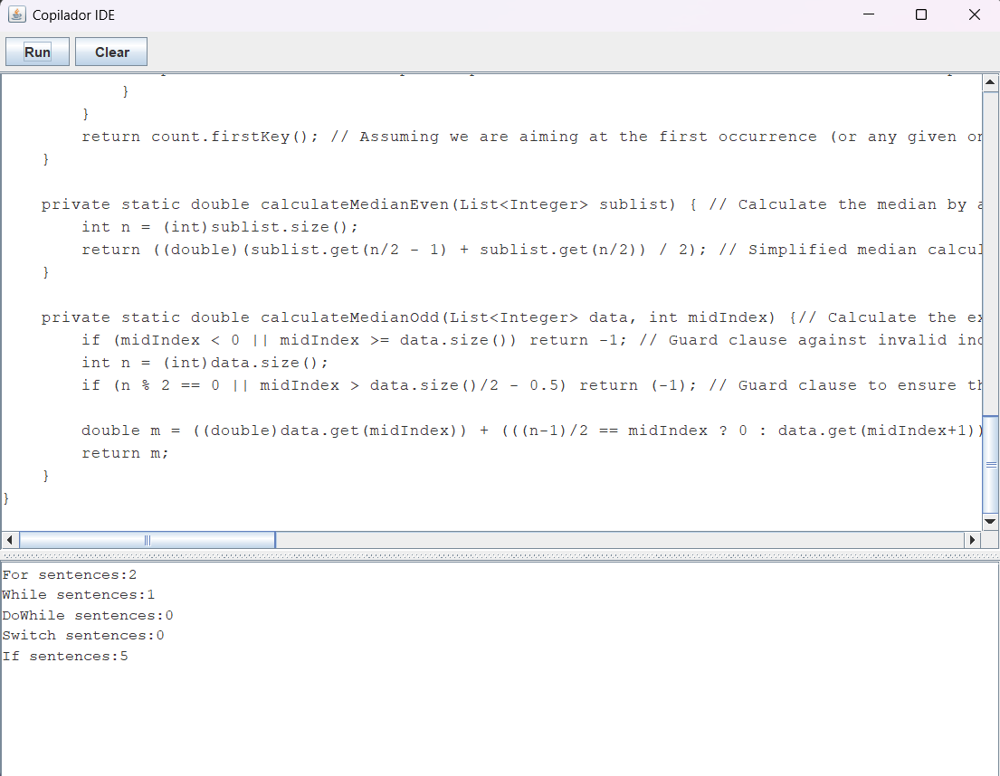 Copilador IDE
Run Clear
}
}
return count.firstKey(); // Assuming we are aiming at the first occurrence (or any given
}
private static double calculateMedianEven(List<Integer> sublist) { // Calculate the median by
int n = (int)sublist.size();
return ((double)(sublist.get(n/2 - 1) + sublist.get(n/2)) / 2); // Simplified median
}
private static double calculateMedianOdd(List<Integer> data, int midIndex) {// Calculate the
if (midIndex < 0 || midIndex >= data.size()) return -1; // Guard clause against invalid
int n = (int)data.size();
if (n % 2 == 0 || midIndex > data.size()/2 - 0.5) return (-1); // Guard clause to ensure
double m = ((double)data.get(midIndex)) + (((n-1)/2 == midIndex ? 0 : data.get(midIndex+1))
return m;
}
}
For sentences:2
While sentences:1
DoWhile sentences:0
Switch sentences:0
If sentences:5